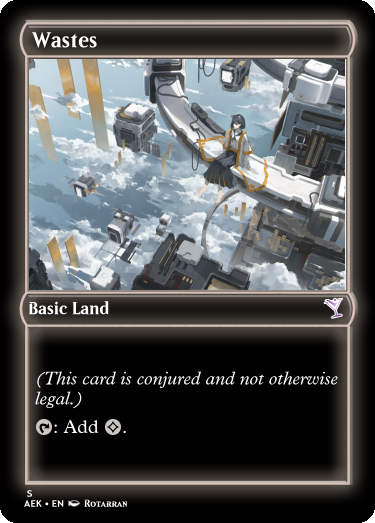 Wastes
Basic Land
(This card is conjured and not otherwise
legal.)
: Add .
S
AEK • EN Rotarran